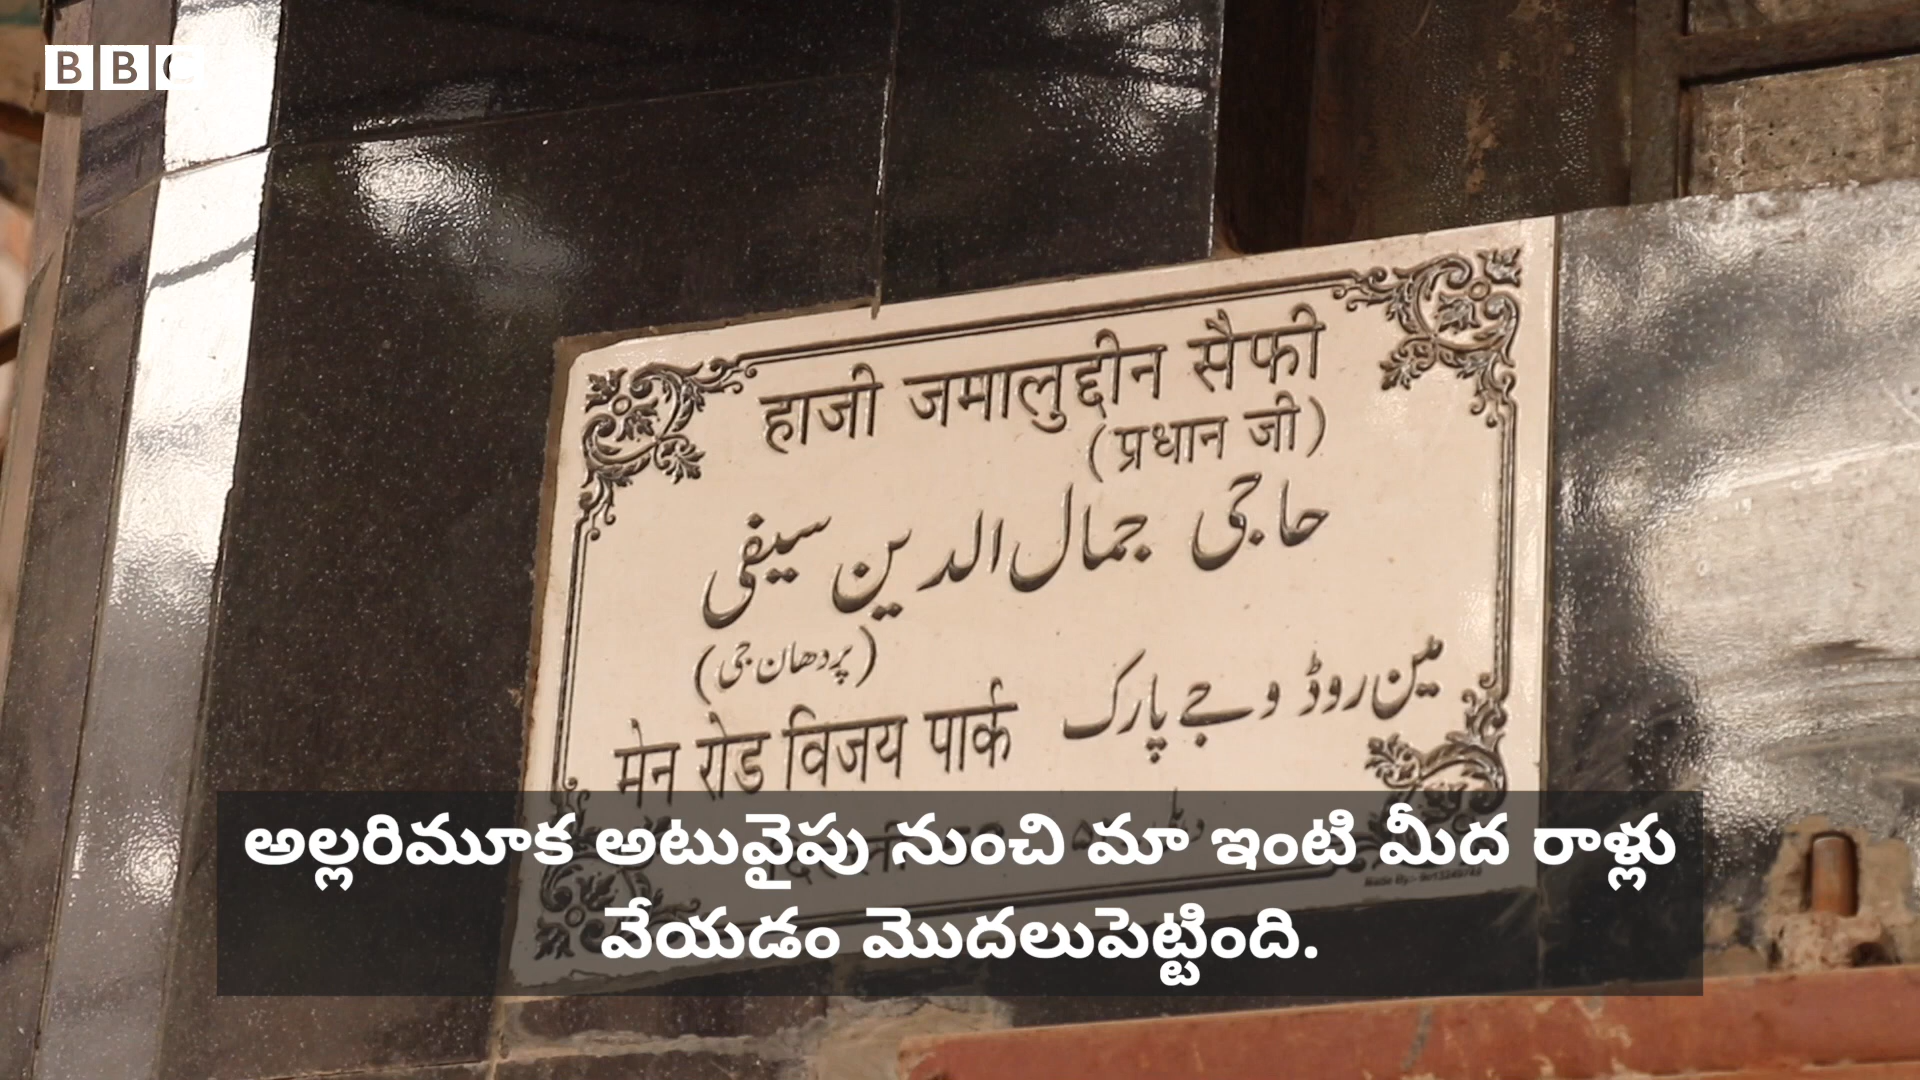 BBC
हाजी जमालुद्दीन सैफी
(प्रधान जी)
حاجی جمال الدین سیفی
(پردھان جی)
मेन रोड विजय पार्क مین روڈ وجے پارک
అల్లరిమూక అటువైపు నుంచి మా ఇంటి మీద రాళ్లు
వేయడం మొదలుపెట్టింది.